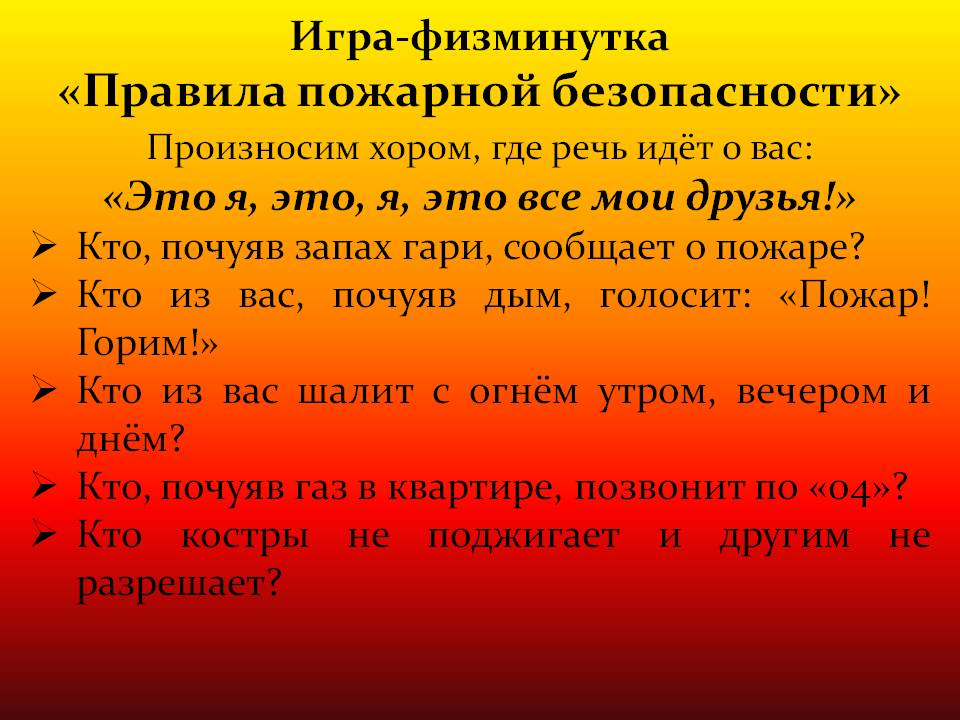 Игра-физминутка
«Правила пожарной безопасности»
Произносим хором, где речь идёт о вас:
«Это я, это, я, это все мои друзья!»
➢ Кто, почуяв запах гари, сообщает о пожаре?
➢ Кто из вас, почуяв дым, голосит: «Пожар!
Горим!»
➢ Кто из вас шалит с огнём утром, вечером и
днём?
➢ Кто, почуяв газ в квартире, позвонит по «04»?
➢ Кто костры не поджигает и другим не
разрешает?